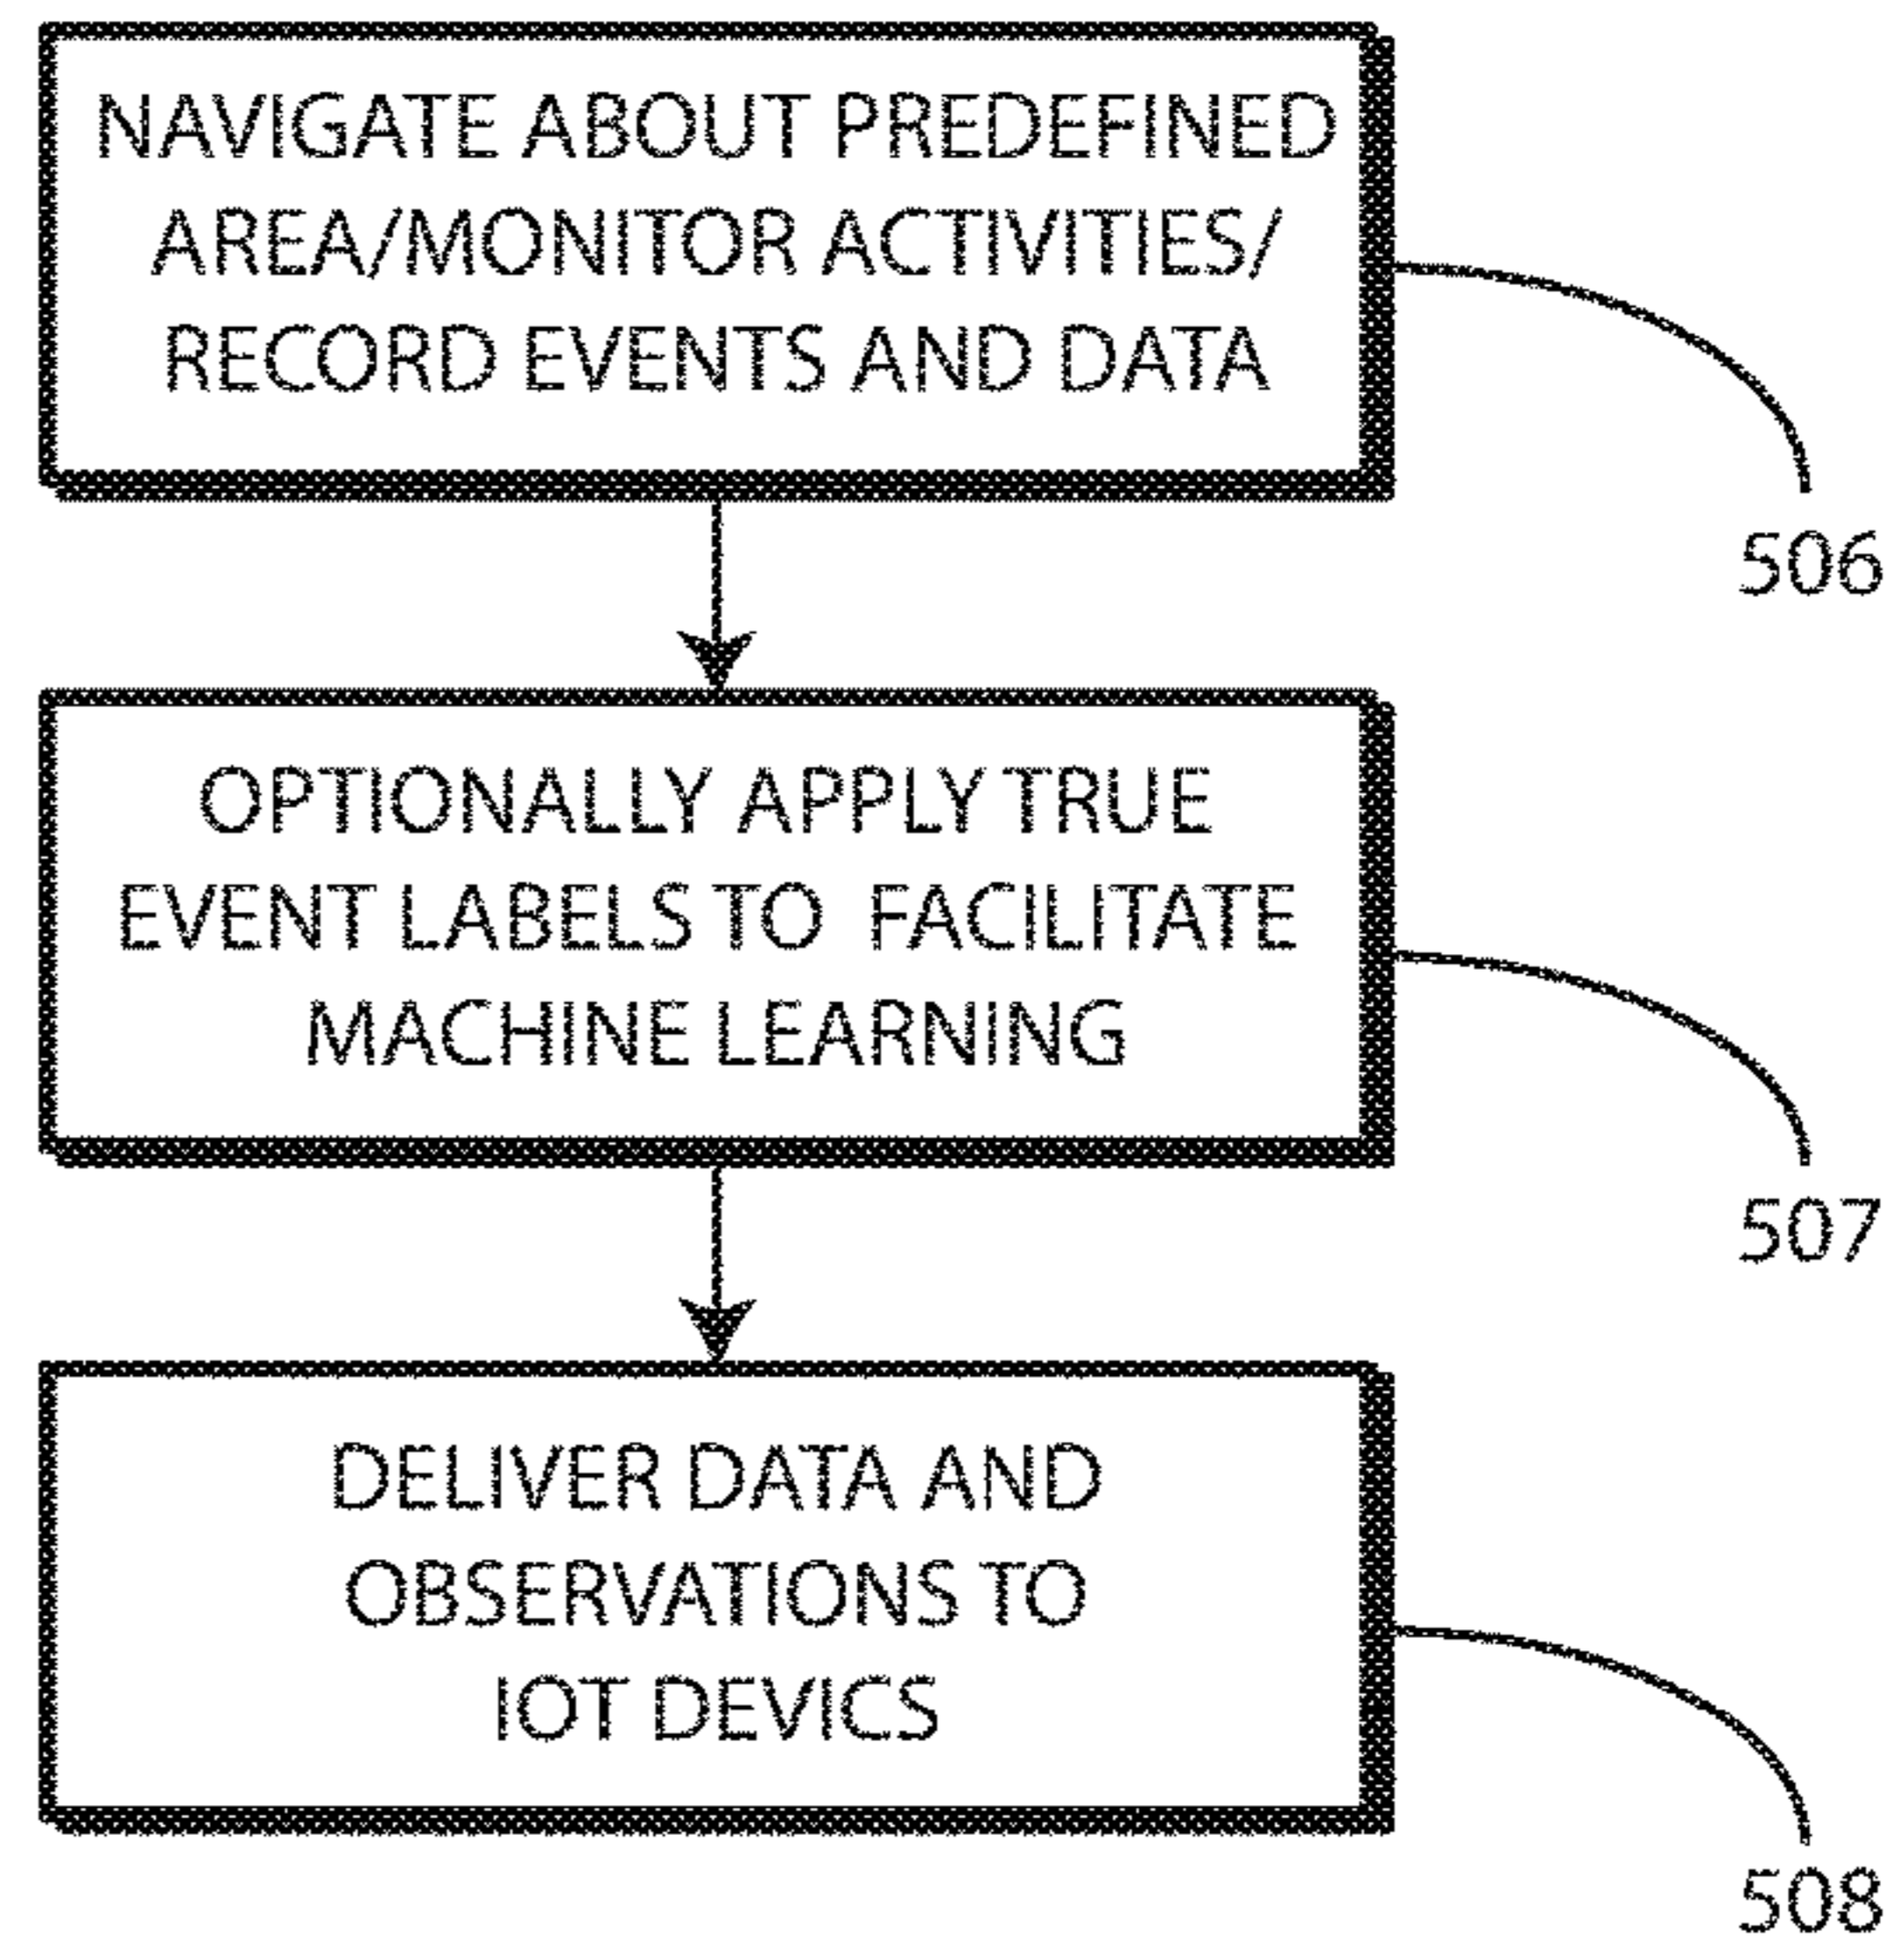 NAVIGATE ABOUT PREDEFINED
AREA/MONITOR ACTIVITIES/
RECORD EVENTS AND DATA
506
OPTIONALLY APPLY TRUE
EVENT LABELS TO FACILITATE
MACHINE LEARNING
507
DELIVER DATA AND
OBSERVATIONS TO
IOT DEVICS
508